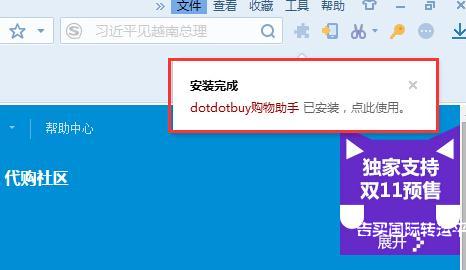 文件 查看 收藏 工具 帮助
习近平见越南总理
安装完成
dotdotbuy购物助手 已安装，点此使用。
帮助中心
代购社区
独家支持
双11预售
告买国际转运平
展开